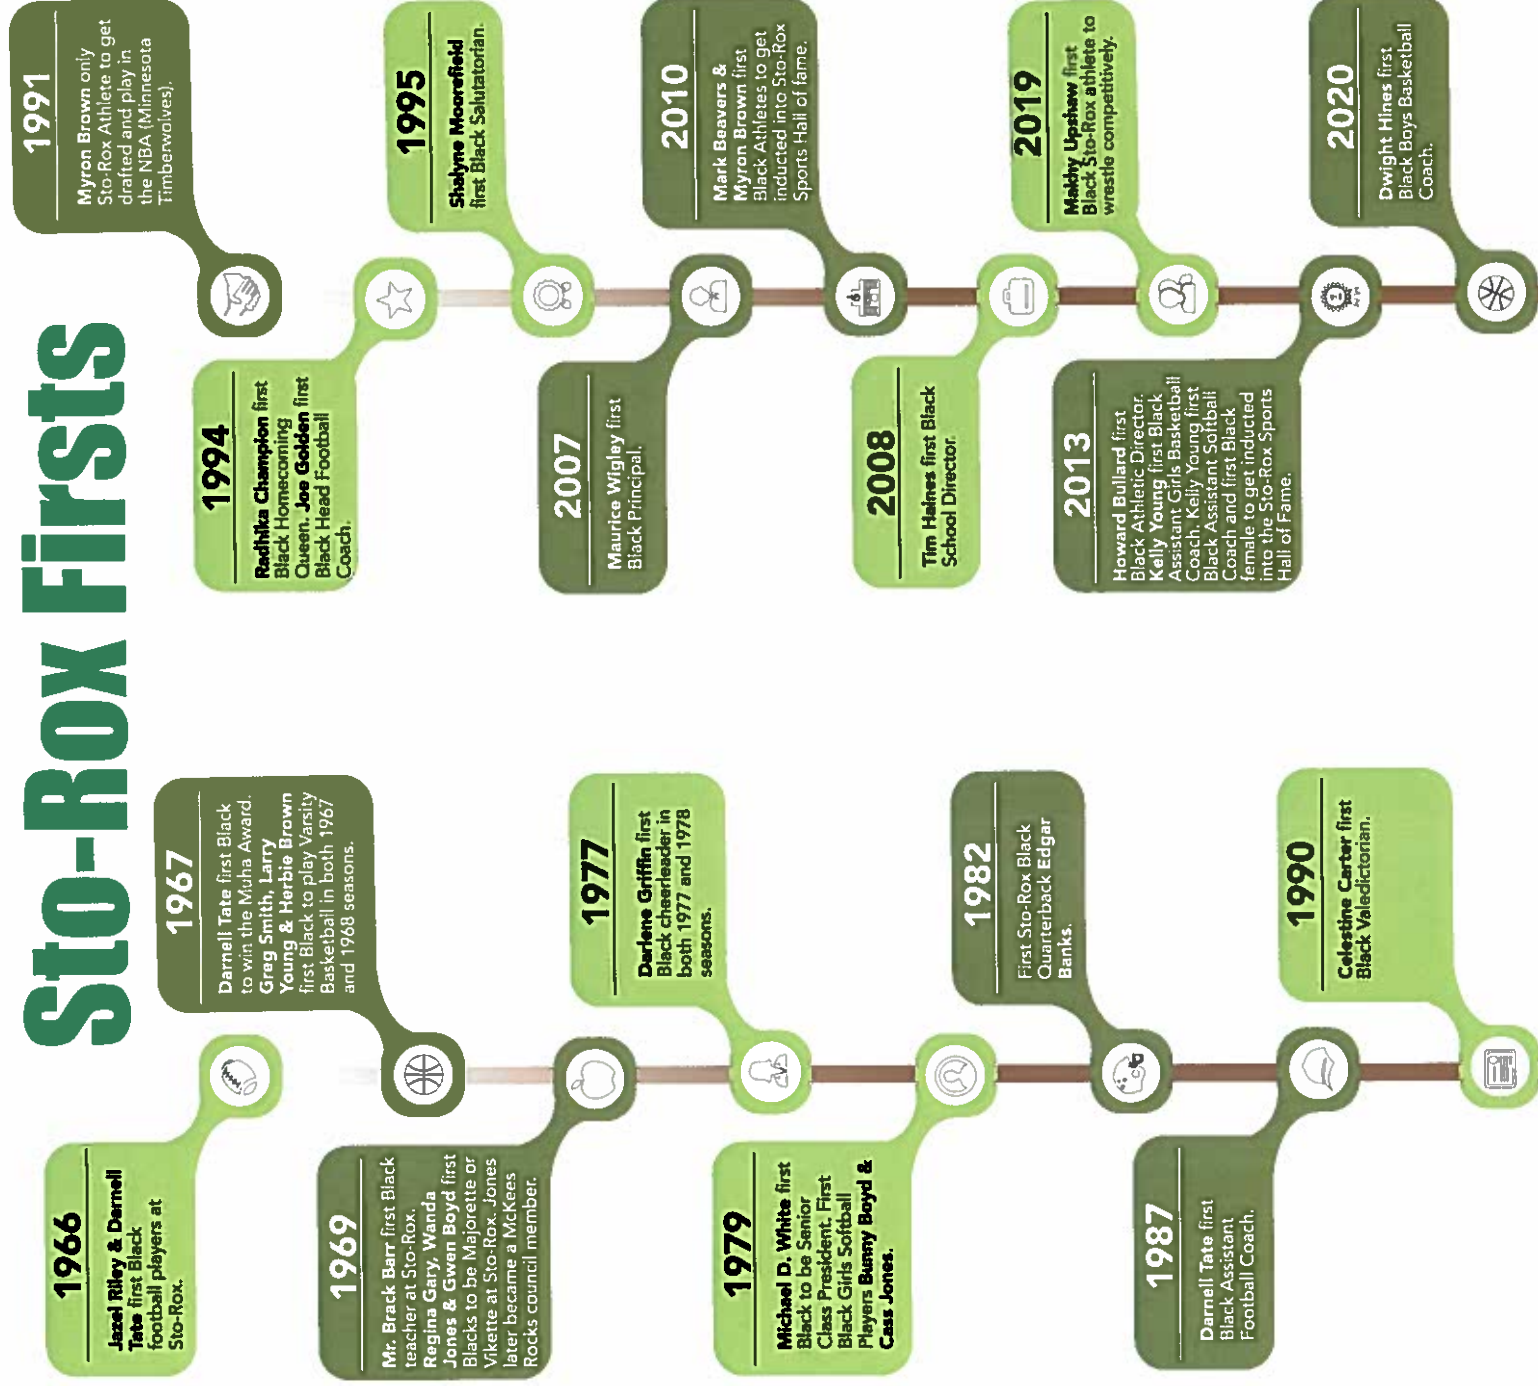 Sto-Rox Firsts
1966
Jazel Riley & Darnell
Tate first Black
football players at
Sto-Rox.
1967
Darnell Tate first Black
to win the Muha Award.
Greg Smith, Larry
Young & Herbie Brown
first Black to play Varsity
Basketball in both 1967
and 1968 seasons.
1969
Mr. Brack Barr first Black
teacher at Sto-Rox.
Regina Gary, Wanda
Jones & Gwen Boyd first
Blacks to be Majorette or
Vikette at Sto-Rox. Jones
later became a McKees
Rocks council member.
1977
Darlene Griffin first
Black cheerleader in
both 1977 and 1978
seasons.
1979
Michael D. White first
Black to be Senior
Class President. First
Black Girls Softball
Players Bunny Boyd &
Cass Jones.
1982
First Sto-Rox Black
Quarterback Edgar
Banks.
1987
Darnell Tate first
Black Assistant
Football Coach.
1990
Celestine Carter first
Black Valedictorian.
1991
Myron Brown only
Sto-Rox Athlete to get
drafted and play in
the NBA (Minnesota
Timberwolves).
1994
Radhika Champion first
Black Homecoming
Queen. Joe Golden first
Black Head Football
Coach.
1995
Shalyne Moorefield
first Black Salutatorian.
2007
Maurice Wigley first
Black Principal.
2010
Mark Beavers &
Myron Brown first
Black Athletes to get
inducted into Sto-Rox
Sports Hall of fame.
2008
Tim Haines first Black
School Director.
2019
Malchy Upshaw first
Black Sto-Rox athlete to
wrestle competitively.
2013
Howard Bullard first
Black Athletic Director.
Kelly Young first Black
Assistant Girls Basketball
Coach. Kelly Young first
Black Assistant Softball
Coach and first Black
female to get inducted
into the Sto-Rox Sports
Hall of Fame.
2020
Dwight Hines first
Black Boys Basketball
Coach.